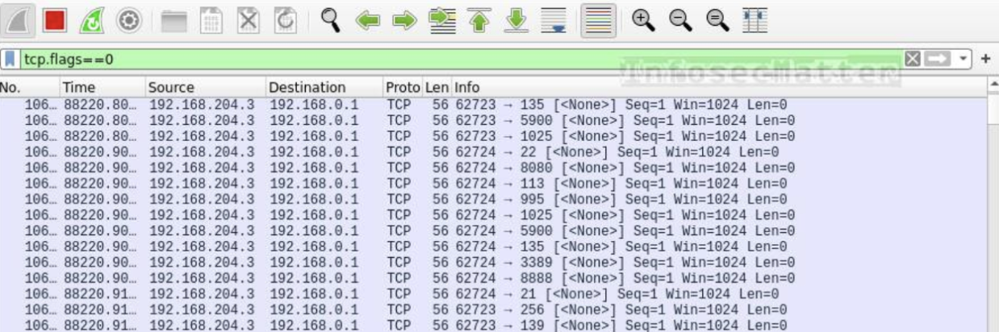 tcp.flags==0
InfosecMatter
No. Time Source Destination Proto Len Info
106… 88220.80… 192.168.204.3 192.168.0.1 TCP 56 62723 → 135 [<None>] Seq=1 Win=1024 Len=0
106… 88220.80… 192.168.204.3 192.168.0.1 TCP 56 62723 → 5900 [<None>] Seq=1 Win=1024 Len=0
106… 88220.80… 192.168.204.3 192.168.0.1 TCP 56 62723 → 1025 [<None>] Seq=1 Win=1024 Len=0
106… 88220.90… 192.168.204.3 192.168.0.1 TCP 56 62724 → 22 [<None>] Seq=1 Win=1024 Len=0
106… 88220.90… 192.168.204.3 192.168.0.1 TCP 56 62724 → 8080 [<None>] Seq=1 Win=1024 Len=0
106… 88220.90… 192.168.204.3 192.168.0.1 TCP 56 62724 → 113 [<None>] Seq=1 Win=1024 Len=0
106… 88220.90… 192.168.204.3 192.168.0.1 TCP 56 62724 → 995 [<None>] Seq=1 Win=1024 Len=0
106… 88220.90… 192.168.204.3 192.168.0.1 TCP 56 62724 → 1025 [<None>] Seq=1 Win=1024 Len=0
106… 88220.90… 192.168.204.3 192.168.0.1 TCP 56 62724 → 5900 [<None>] Seq=1 Win=1024 Len=0
106… 88220.90… 192.168.204.3 192.168.0.1 TCP 56 62724 → 135 [<None>] Seq=1 Win=1024 Len=0
106… 88220.90… 192.168.204.3 192.168.0.1 TCP 56 62724 → 3389 [<None>] Seq=1 Win=1024 Len=0
106… 88220.90… 192.168.204.3 192.168.0.1 TCP 56 62724 → 8888 [<None>] Seq=1 Win=1024 Len=0
106… 88220.91… 192.168.204.3 192.168.0.1 TCP 56 62724 → 21 [<None>] Seq=1 Win=1024 Len=0
106… 88220.91… 192.168.204.3 192.168.0.1 TCP 56 62723 → 256 [<None>] Seq=1 Win=1024 Len=0
106… 88220.91… 192.168.204.3 192.168.0.1 TCP 56 62723 → 139 [<None>] Seq=1 Win=1024 Len=0